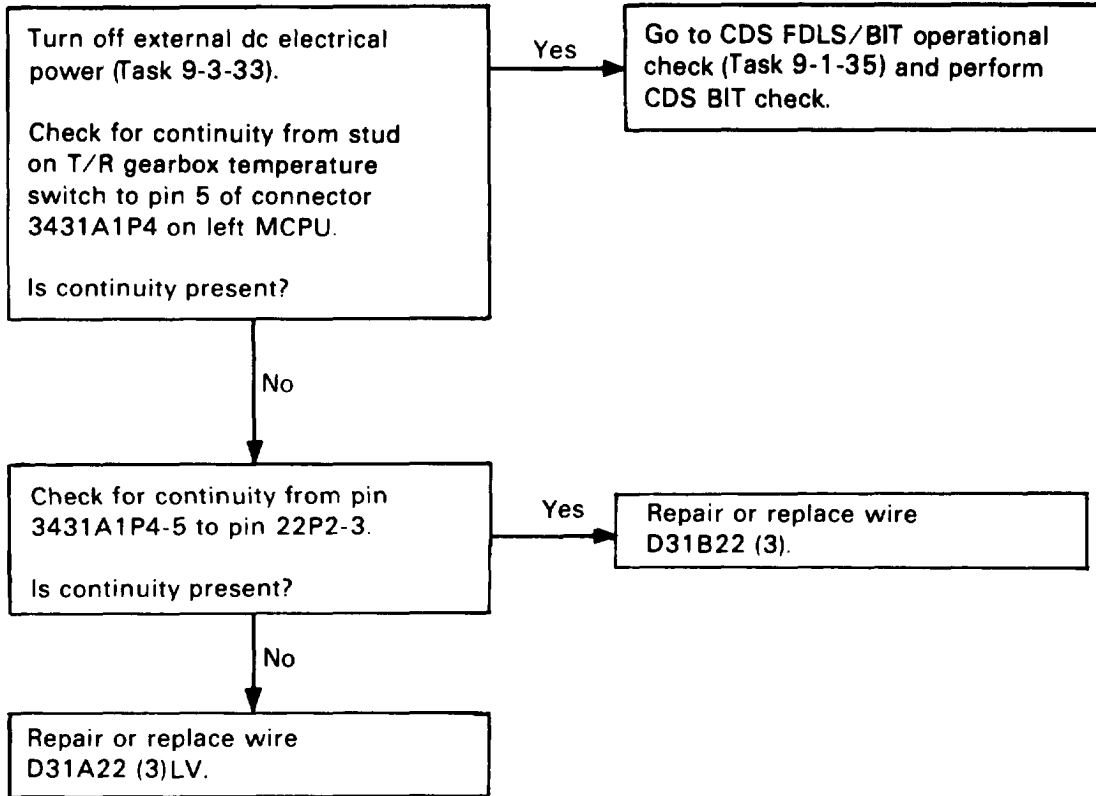 Turn off external dc electrical
power (Task 9-3-33).
Check for continuity from stud
on T/R gearbox temperature
switch to pin 5 of connector
3431A1P4 on left MCPU.
Is continuity present?
Yes
Go to CDS FDLS/BIT operational
check (Task 9-1-35) and perform
CDS BIT check.
No
Check for continuity from pin
3431A1P4-5 to pin 22P2-3.
Is continuity present?
Yes
Repair or replace wire
D31B22 (3).
No
Repair or replace wire
D31A22 (3)LV.